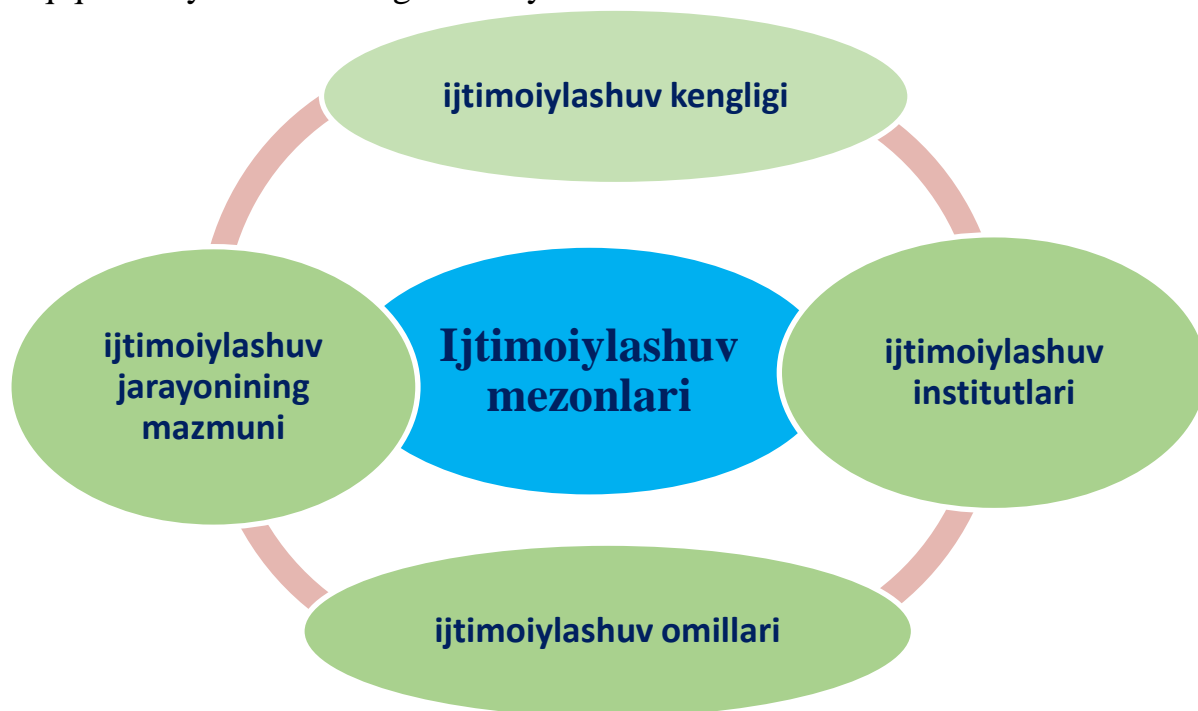 ijtimoiylashuv kengligi
ijtimoiylashuv
jarayonining
mazmuni
Ijtimoiylashuv
mezonlari
ijtimoiylashuv
institutlari
ijtimoiylashuv omillari